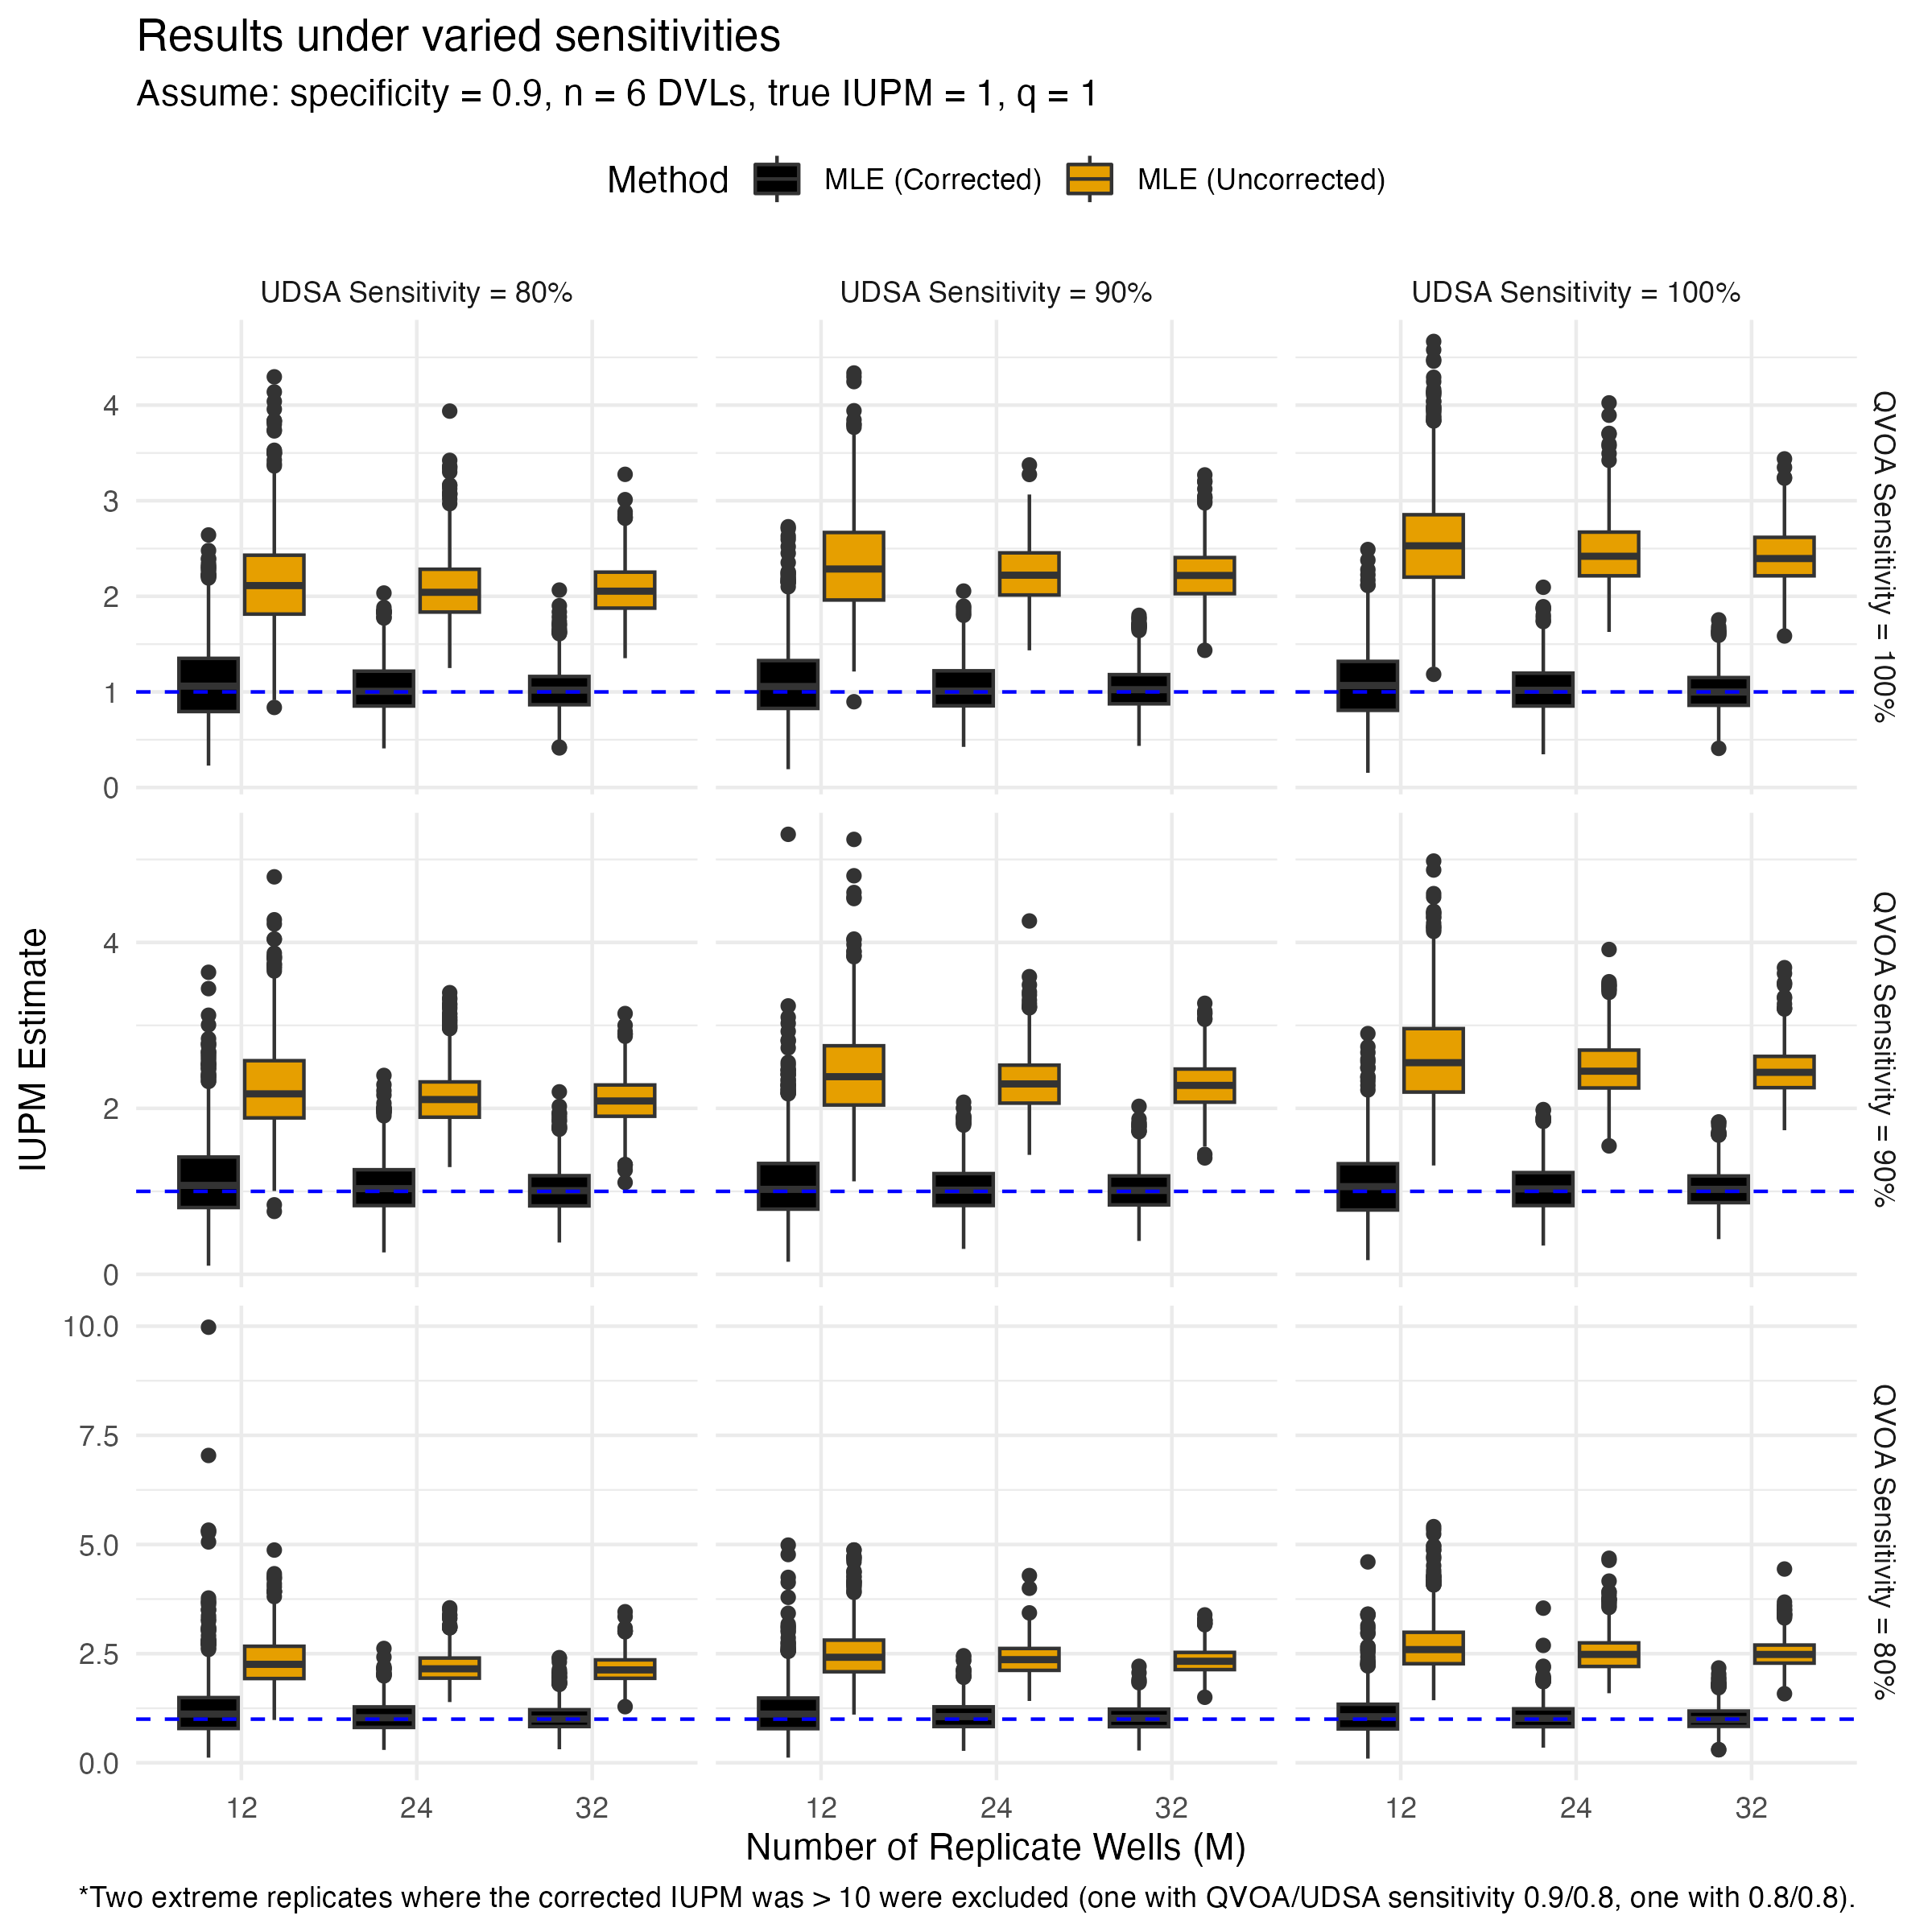 Results under varied sensitivities
Assume: specificity = 0.9, n = 6 DVLs, true IUPM = 1, q = 1
Method MLE (Corrected) MLE (Uncorrected)
UDSA Sensitivity = 80% UDSA Sensitivity = 90% UDSA Sensitivity = 100%
4
3
2
1
0
QVOA Sensitivity = 100%
IUPM Estimate
4
2
0
QVOA Sensitivity = 90%
10.0
7.5
5.0
2.5
0.0
QVOA Sensitivity = 80%
12 24 32 12 24 32 12 24 32
Number of Replicate Wells (M)
*Two extreme replicates where the corrected IUPM was > 10 were excluded (one with QVOA/UDSA sensitivity 0.9/0.8, one with 0.8/0.8).